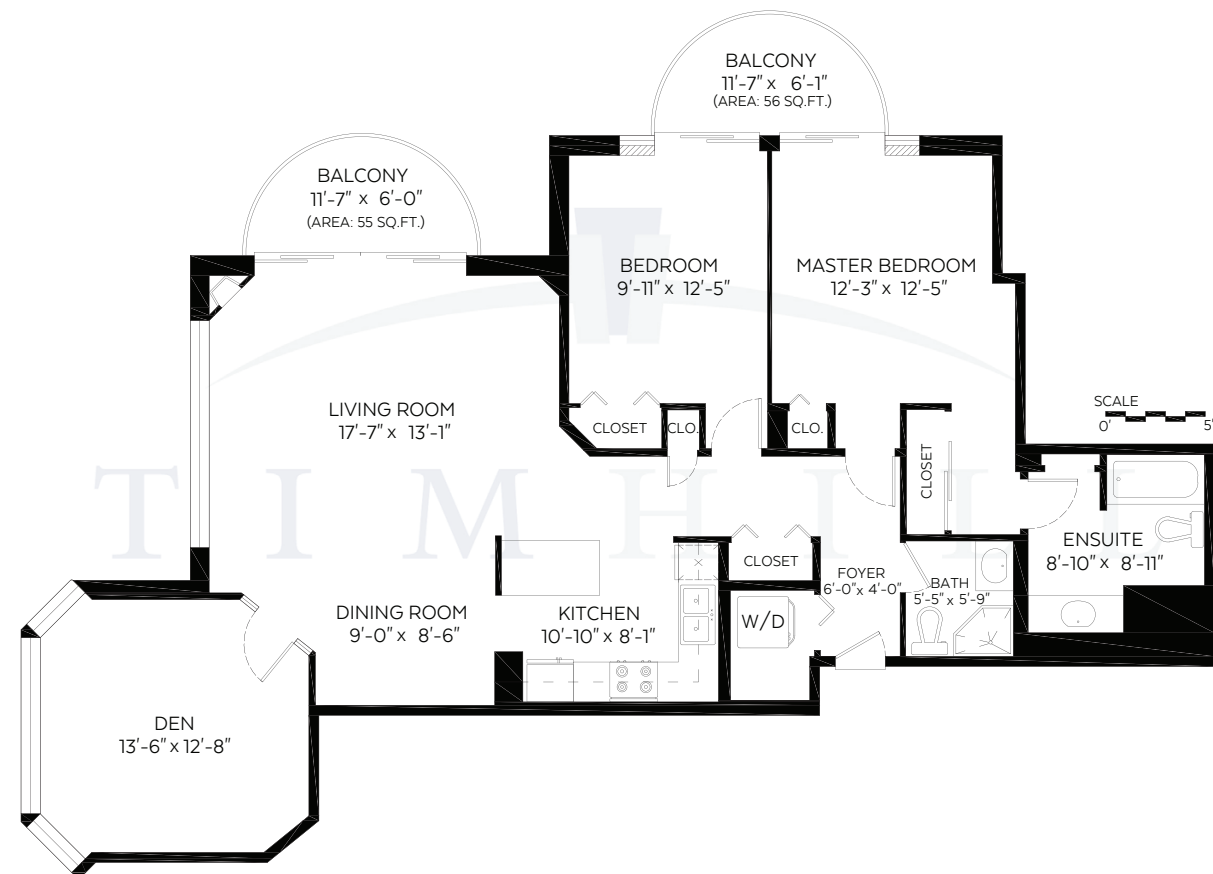 BALCONY
11'-7" x 6'-1"
(AREA: 56 SQ.FT.)
BALCONY
11'-7" x 6'-0"
(AREA: 55 SQ.FT.)
BEDROOM
9'-11" x 12'-5"
MASTER BEDROOM
12'-3" x 12'-5"
LIVING ROOM
17'-7" x 13'-1"
CLOSET
CLO.
CLO.
CLOSET
SCALE
0' 5'
TIMHILL
ENSUITE
8'-10" x 8'-11"
CLOSET
FOYER
6'-0" x 4'-0"
BATH
5'-5" x 5'-9"
DINING ROOM
9'-0" x 8'-6"
KITCHEN
10'-10" x 8'-1"
W/D
DEN
13'-6" x 12'-8"